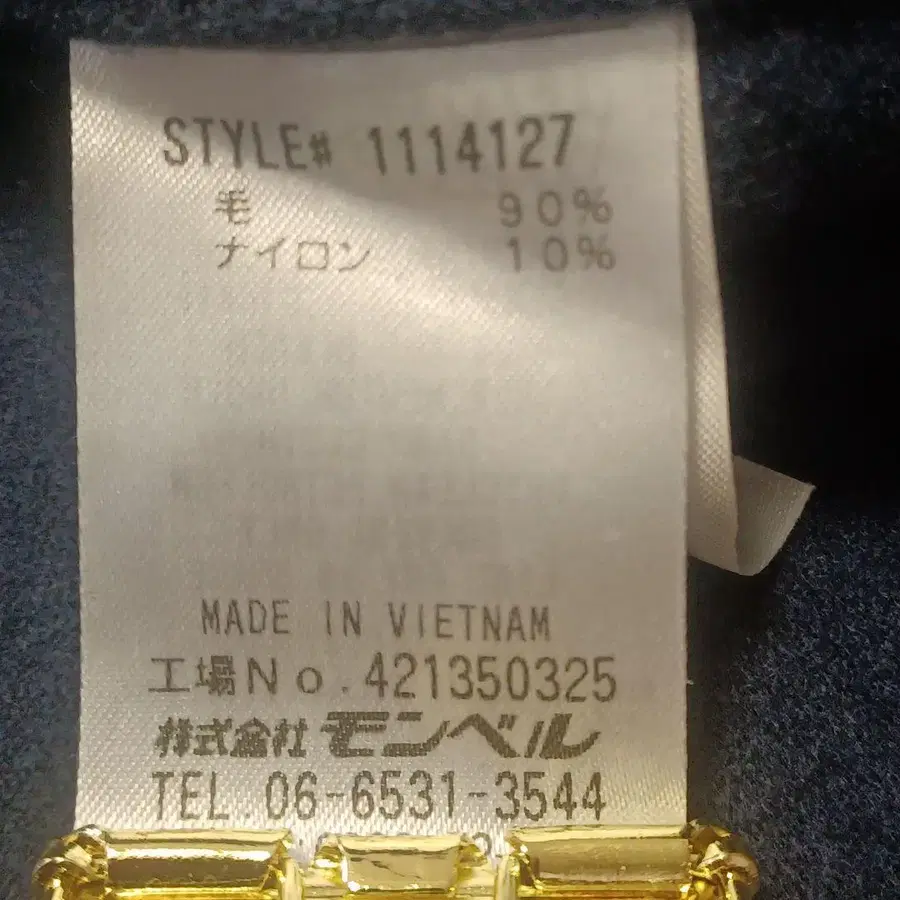 STYLE# 1114127
毛 90%
ナイロン 10%
MADE IN VIETNAM
工場No.421350325
株式会社 モンベル
TEL.06-6531-3544